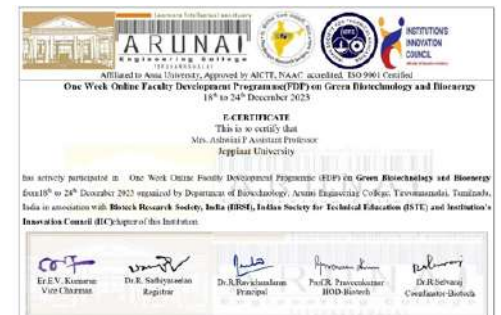 ARUNAI
Engineering College
TIRUVANNAMALAI
INSTITUTION'S
INNOVATION
COUNCIL
Affiliated to Anna University, Approved by AICTE, NAAC accredited, ISO 9001 Certified
One Week Online Faculty Development Programme(FDP) on Green Biotechnology and Bioenergy
18th to 24th December 2023
E-CERTIFICATE
This is to certify that
Mrs. Ashwini P Assistant Professor
Jeppiaar University
has actively participated in One Week Online Faculty Development Programme (FDP) on Green Biotechnology and Bioenergy
from18th to 24th December 2023 organized by Department of Biotechnology, Arunai Engineering College, Tiruvannamalai, Tamilnadu,
India in association with Biotech Research Society, India (BRSI), Indian Society for Technical Education (ISTE) and Institution's
Innovation Council (IIC)chapter of this Institution.
Er.E.V. Kumaran Dr.R. Sathiyaseelan Dr.R.Ravichandaran Prof.R. Praveenkumar Dr.R.Selvaraj
Vice Chairman Registrar Principal HOD-Biotech Coordinator-Biotech